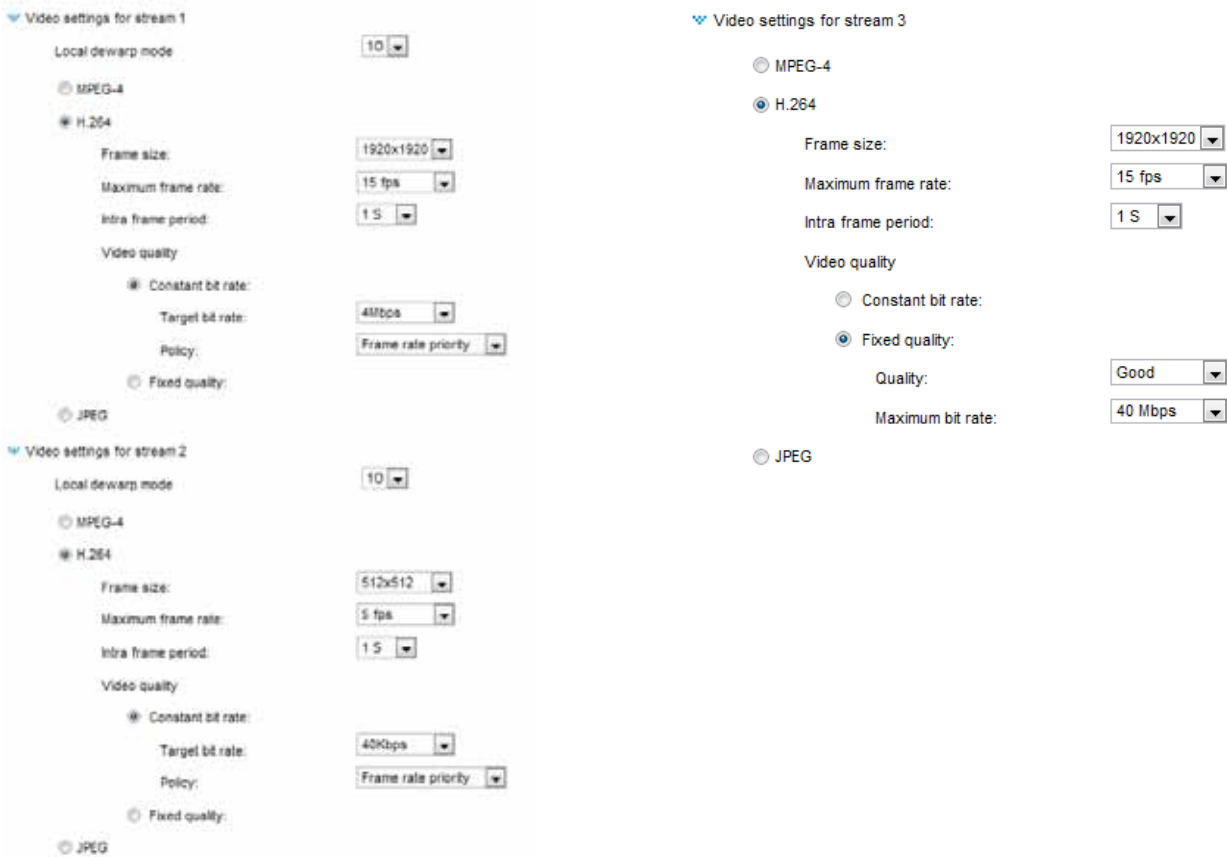 Video settings for stream 1
Local dewarp mode 1O
MPEG-4
H.264
Frame size: 1920x1920
Maximum frame rate: 15 fps
Intra frame period: 1 S
Video quality
Constant bit rate:
Target bit rate: 4Mbps
Policy: Frame rate priority
Fixed quality:
JPEG
Video settings for stream 2
Local dewarp mode 1O
MPEG-4
H.264
Frame size: 512x512
Maximum frame rate: 5 fps
Intra frame period: 1 S
Video quality
Constant bit rate:
Target bit rate: 40Kbps
Policy: Frame rate priority
Fixed quality:
JPEG
Video settings for stream 3
MPEG-4
H.264
Frame size: 1920x1920
Maximum frame rate: 15 fps
Intra frame period: 1 S
Video quality
Constant bit rate:
Fixed quality:
Quality: Good
Maximum bit rate: 40 Mbps
JPEG